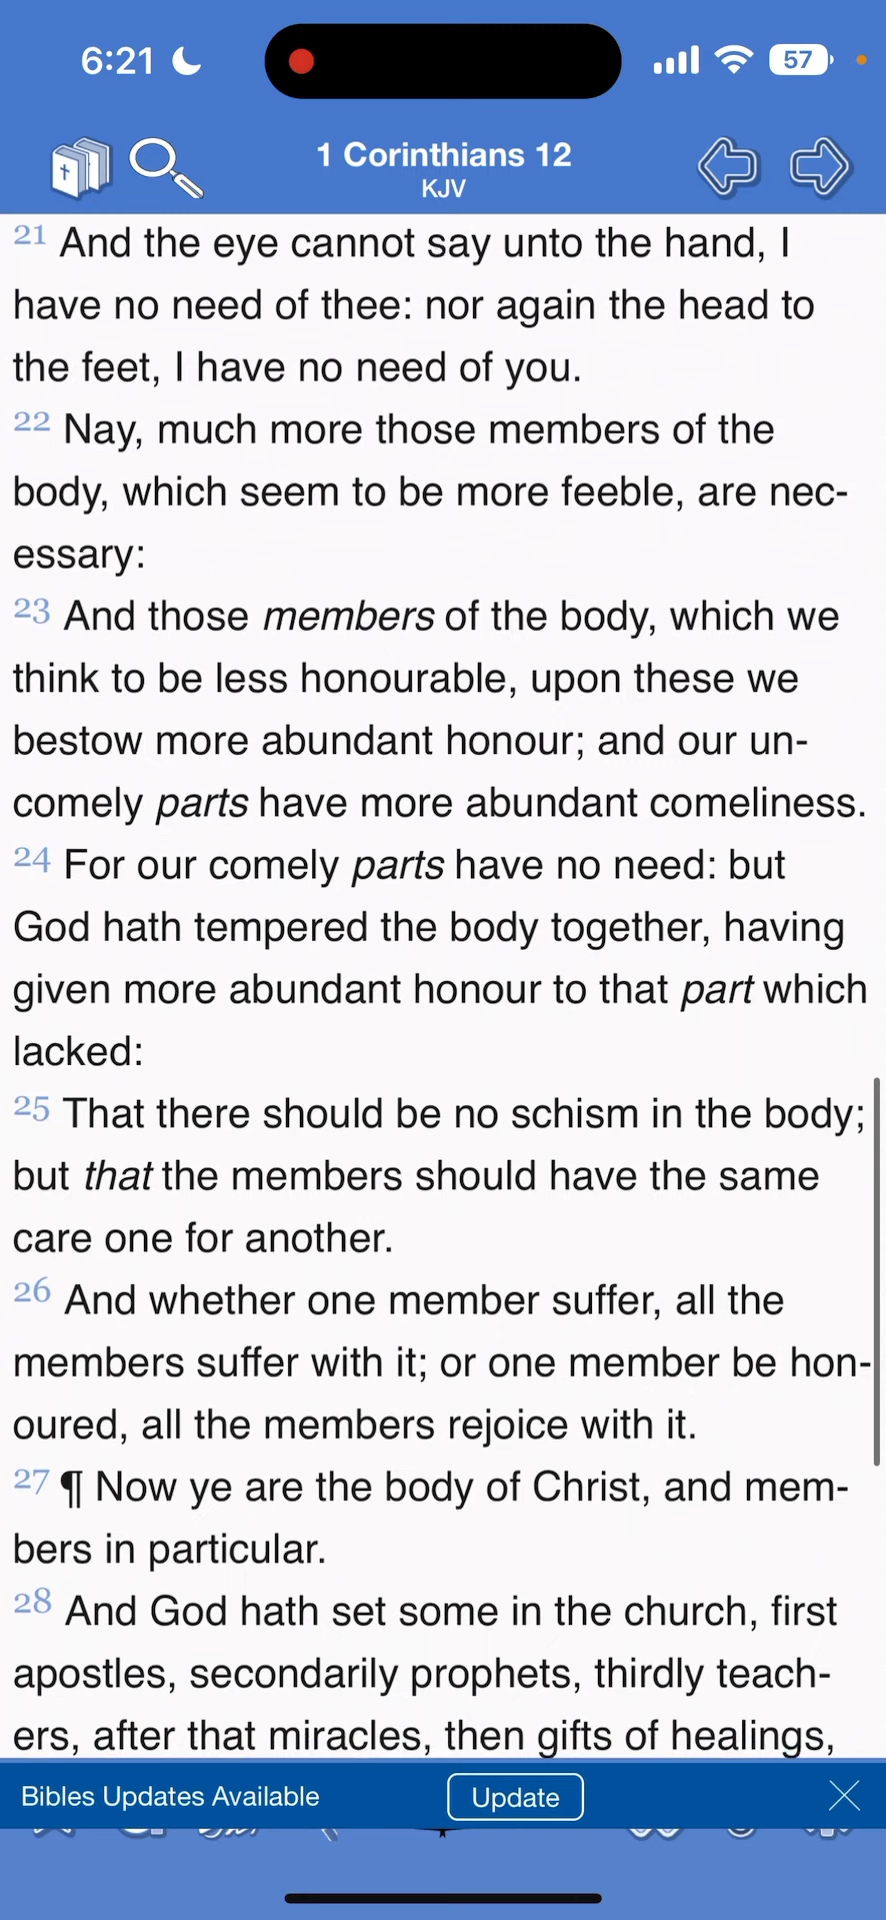 6:21
57
1 Corinthians 12
KJV
21 And the eye cannot say unto the hand, I
have no need of thee: nor again the head to
the feet, I have no need of you.
22 Nay, much more those members of the
body, which seem to be more feeble, are nec-
essary:
23 And those members of the body, which we
think to be less honourable, upon these we
bestow more abundant honour; and our un-
comely parts have more abundant comeliness.
24 For our comely parts have no need: but
God hath tempered the body together, having
given more abundant honour to that part which
lacked:
25 That there should be no schism in the body;
but that the members should have the same
care one for another.
26 And whether one member suffer, all the
members suffer with it; or one member be hon-
oured, all the members rejoice with it.
27 ¶ Now ye are the body of Christ, and mem-
bers in particular.
28 And God hath set some in the church, first
apostles, secondarily prophets, thirdly teach-
ers, after that miracles, then gifts of healings,
Bibles Updates Available
Update